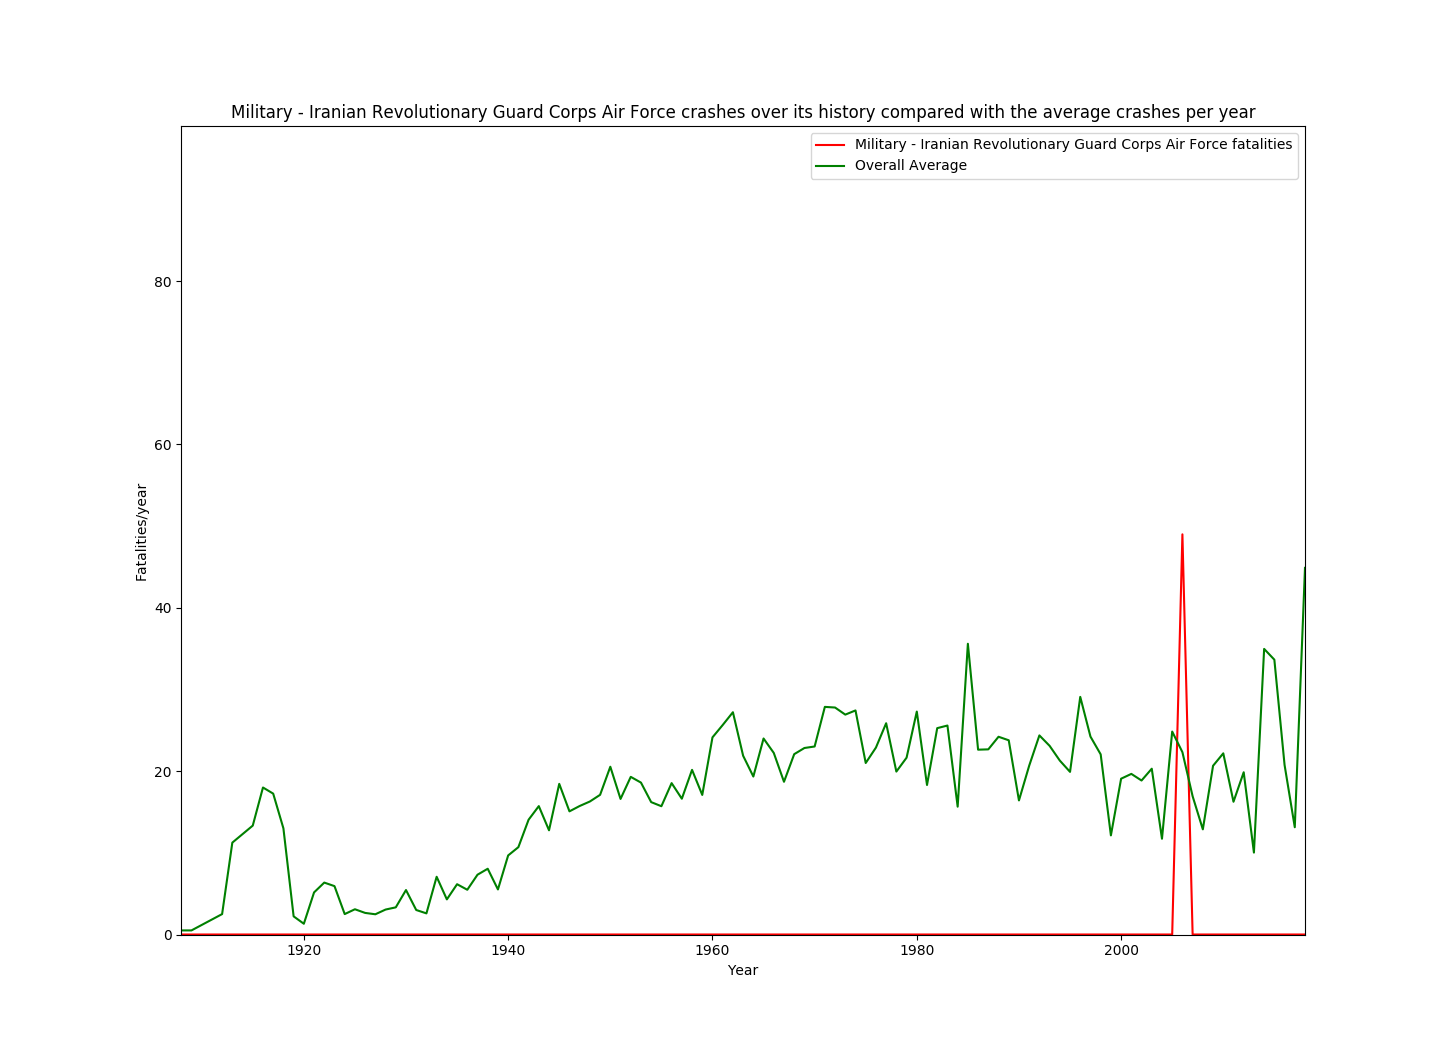 Military - Iranian Revolutionary Guard Corps Air Force crashes over its history compared with the average crashes per year
Military - Iranian Revolutionary Guard Corps Air Force fatalities
Overall Average
80
60
40
20
0
Fatalities/year
1920 1940 1960 1980 2000
Year